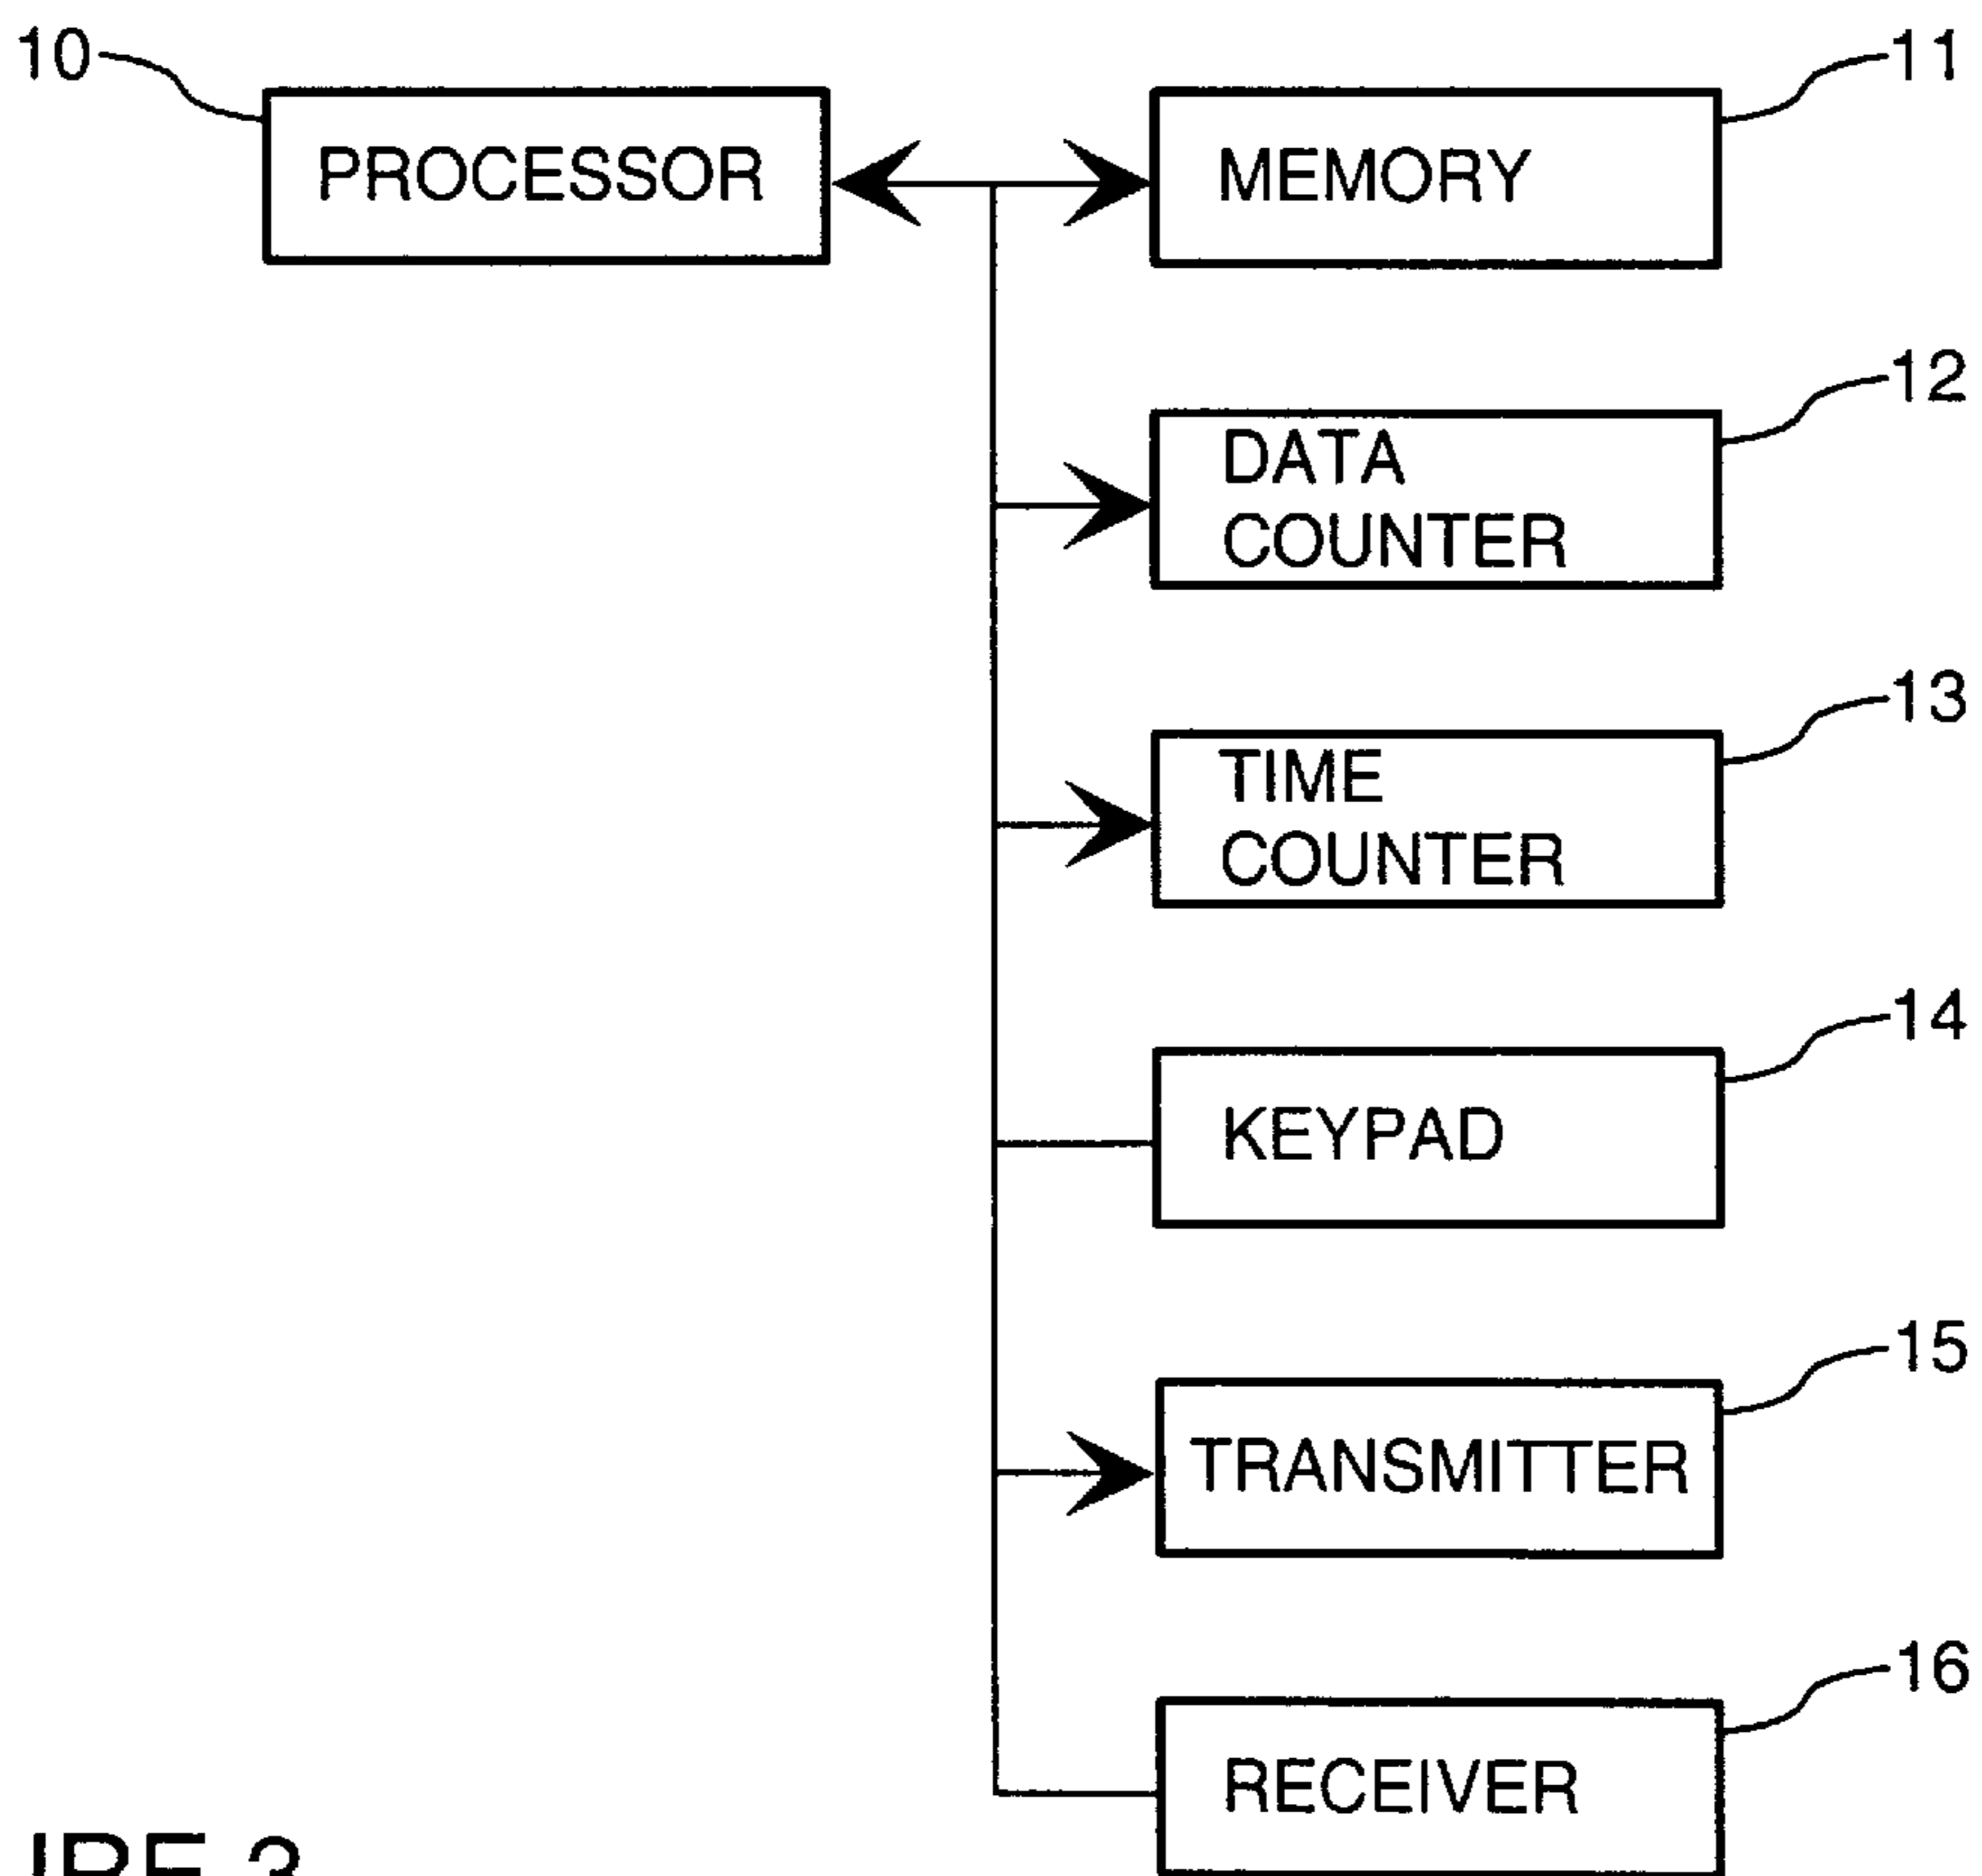 10
PROCESSOR
11
MEMORY
12
DATA
COUNTER
13
TIME
COUNTER
14
KEYPAD
15
TRANSMITTER
16
RECEIVER